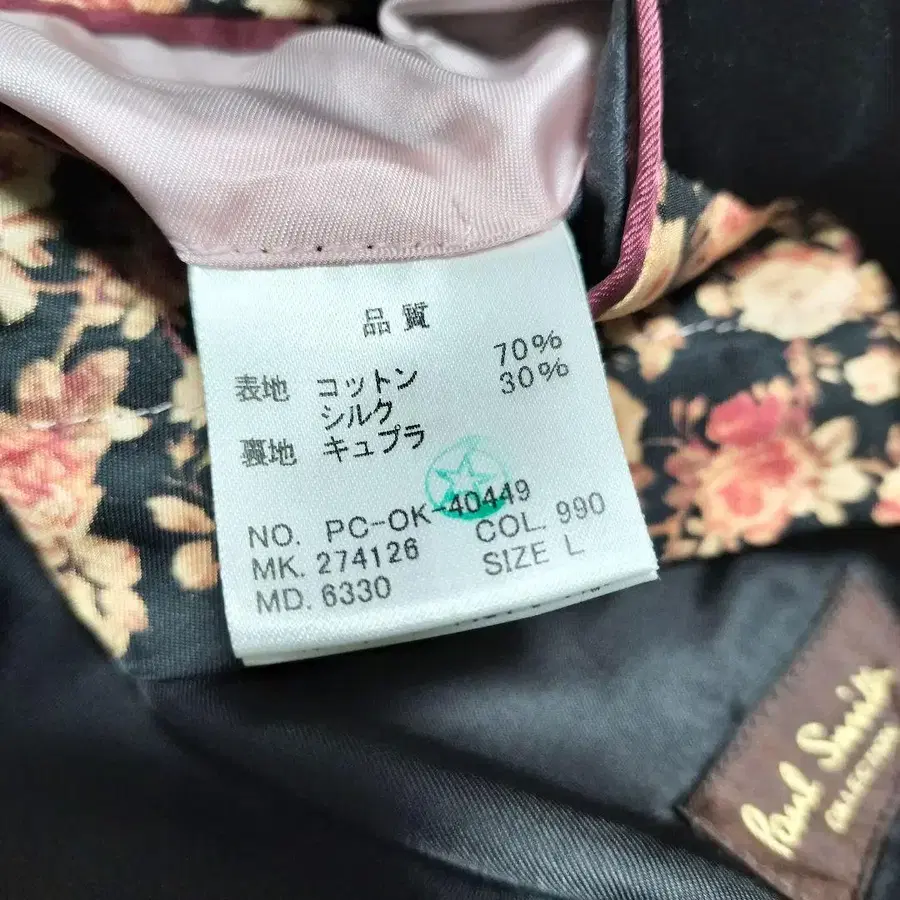 品質
表地 コットン 70%
シルク 30%
裏地 キュプラ
NO. PC-OK-40449
MK. 274126 COL. 990
MD. 6330 SIZE L
Paul Smith
COLLECTION